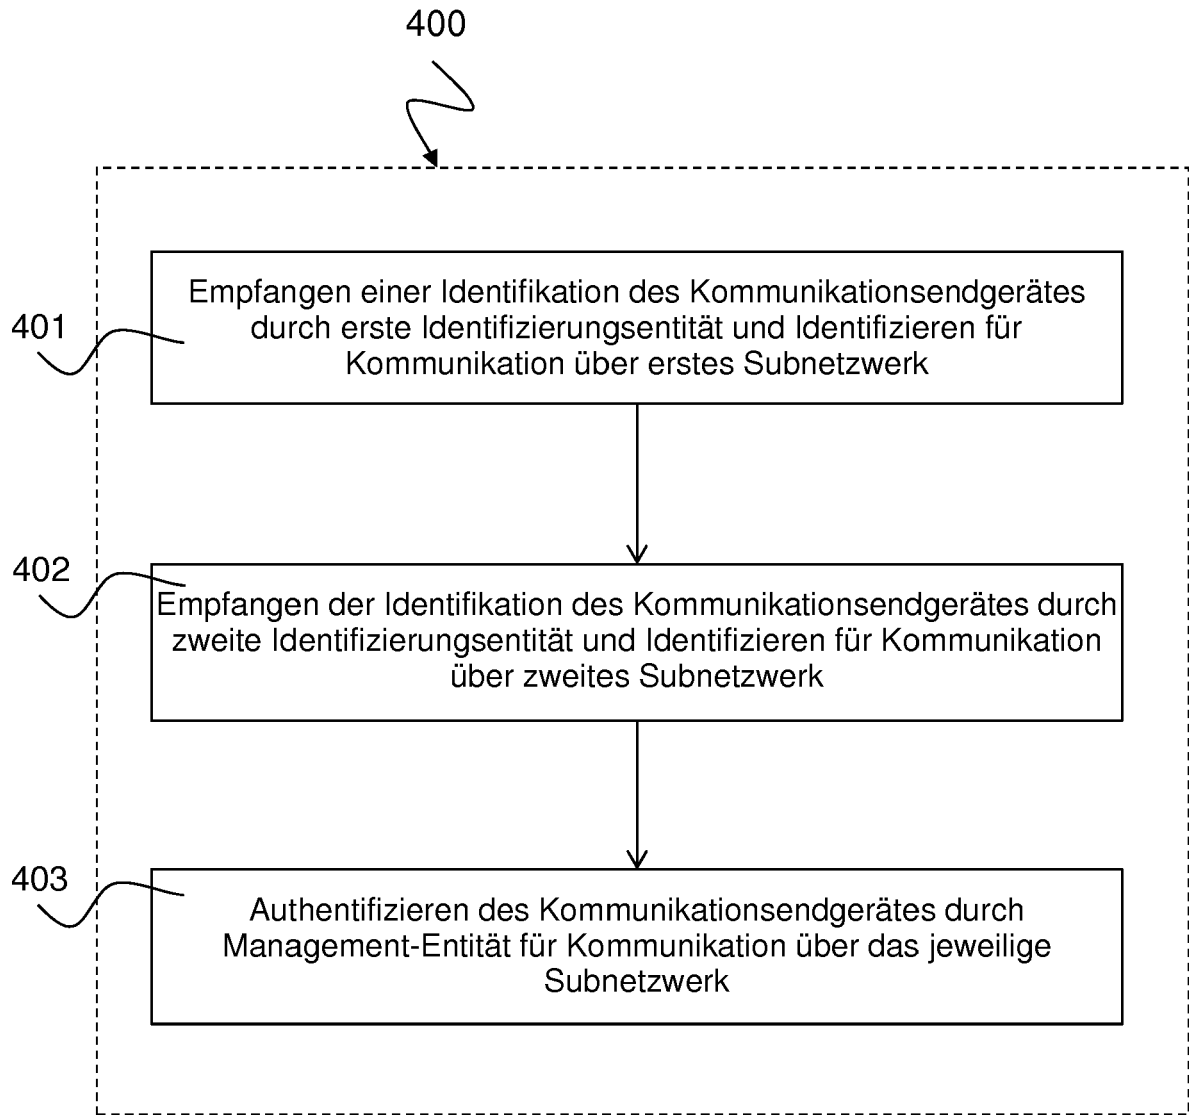 400
401
Empfangen einer Identifikation des Kommunikationsendgerätes
durch erste Identifizierungsentität und Identifizieren für
Kommunikation über erstes Subnetzwerk
402
Empfangen der Identifikation des Kommunikationsendgerätes durch
zweite Identifizierungsentität und Identifizieren für Kommunikation
über zweites Subnetzwerk
403
Authentifizieren des Kommunikationsendgerätes durch
Management-Entität für Kommunikation über das jeweilige
Subnetzwerk